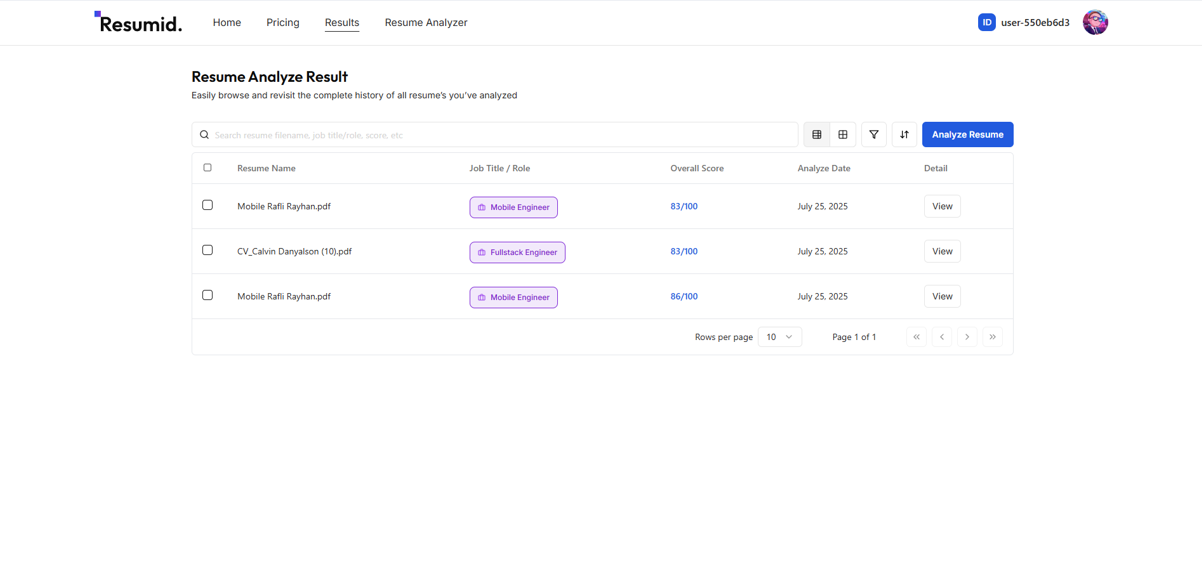 Resumid. Home Pricing Results Resume Analyzer ID user-550eb6d3
Resume Analyze Result
Easily browse and revisit the complete history of all resume's you've analyzed
Search resume filename, job title/role, score, etc Analyze Resume
Resume Name Job Title / Role Overall Score Analyze Date Detail
Mobile Rafli Rayhan.pdf Mobile Engineer 83/100 July 25, 2025 View
CV_Calvin Danyalson (10).pdf Fullstack Engineer 83/100 July 25, 2025 View
Mobile Rafli Rayhan.pdf Mobile Engineer 86/100 July 25, 2025 View
Rows per page 10 Page 1 of 1